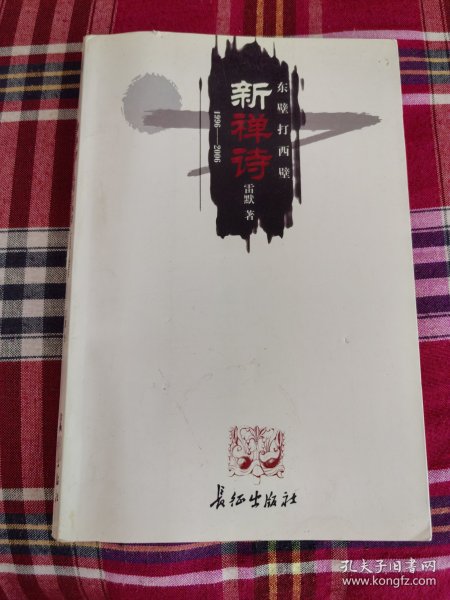 东壁打西壁
新禅诗
1996——2006
雷默 著
长征出版社
孔夫子旧书网
www.kongfz.com